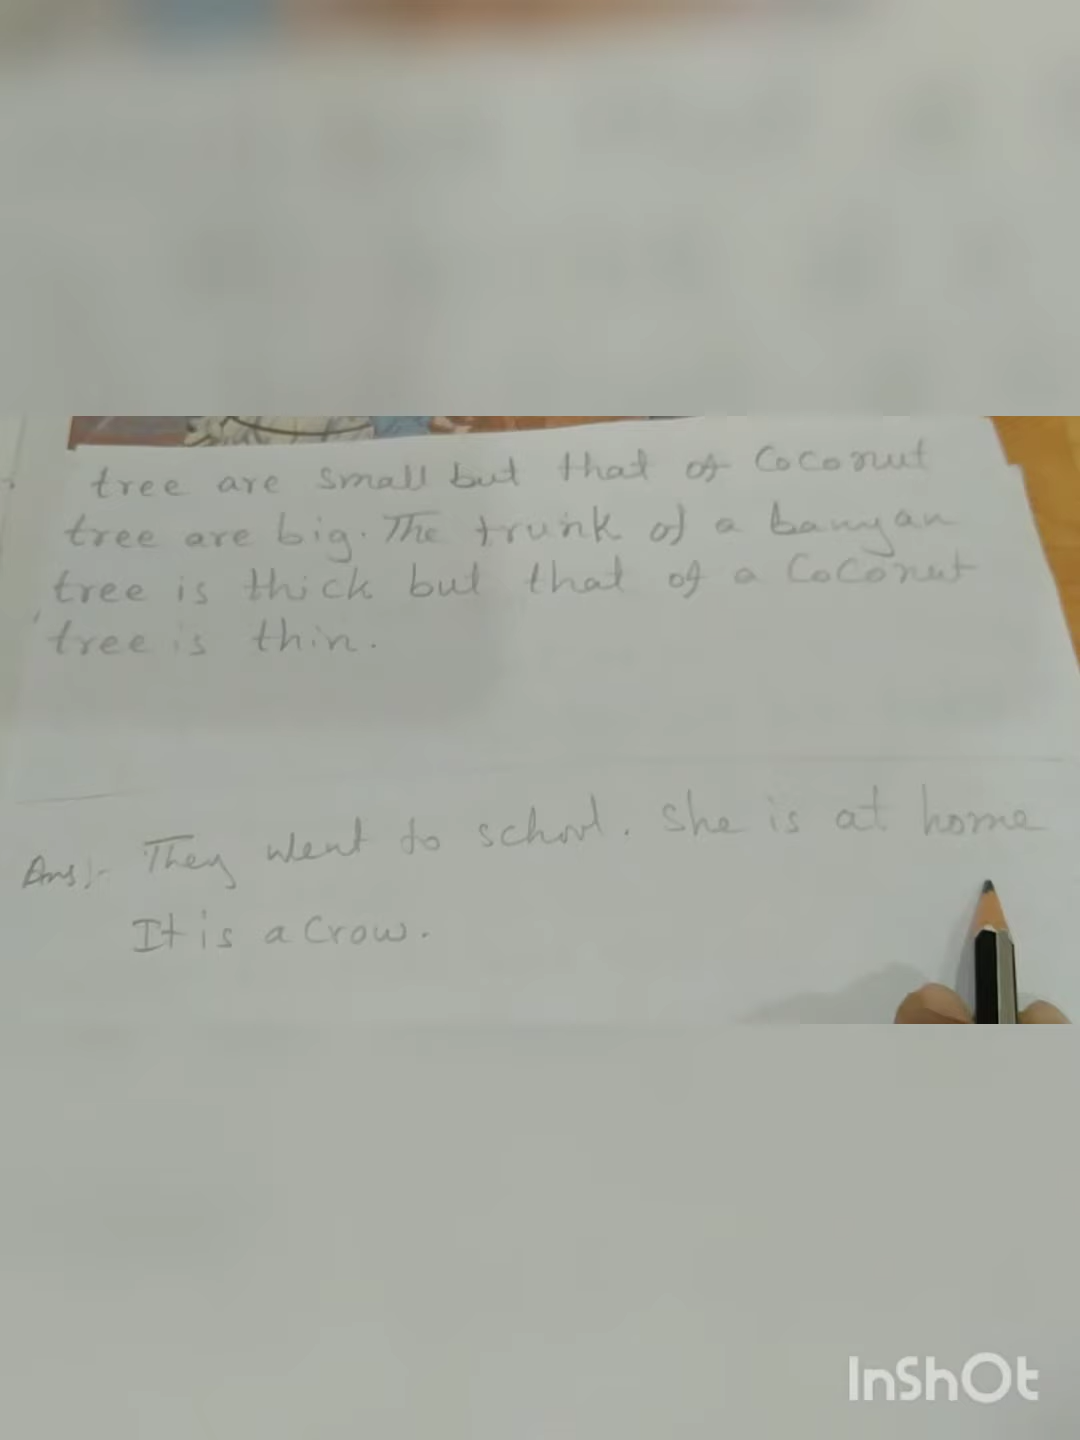 tree are small but that of Coconut
tree are big. The trunk of a banyan
tree is thick but that of a Coconut
tree is thin.
Ans:- They went to school. She is at home
It is a Crow.
InShOt